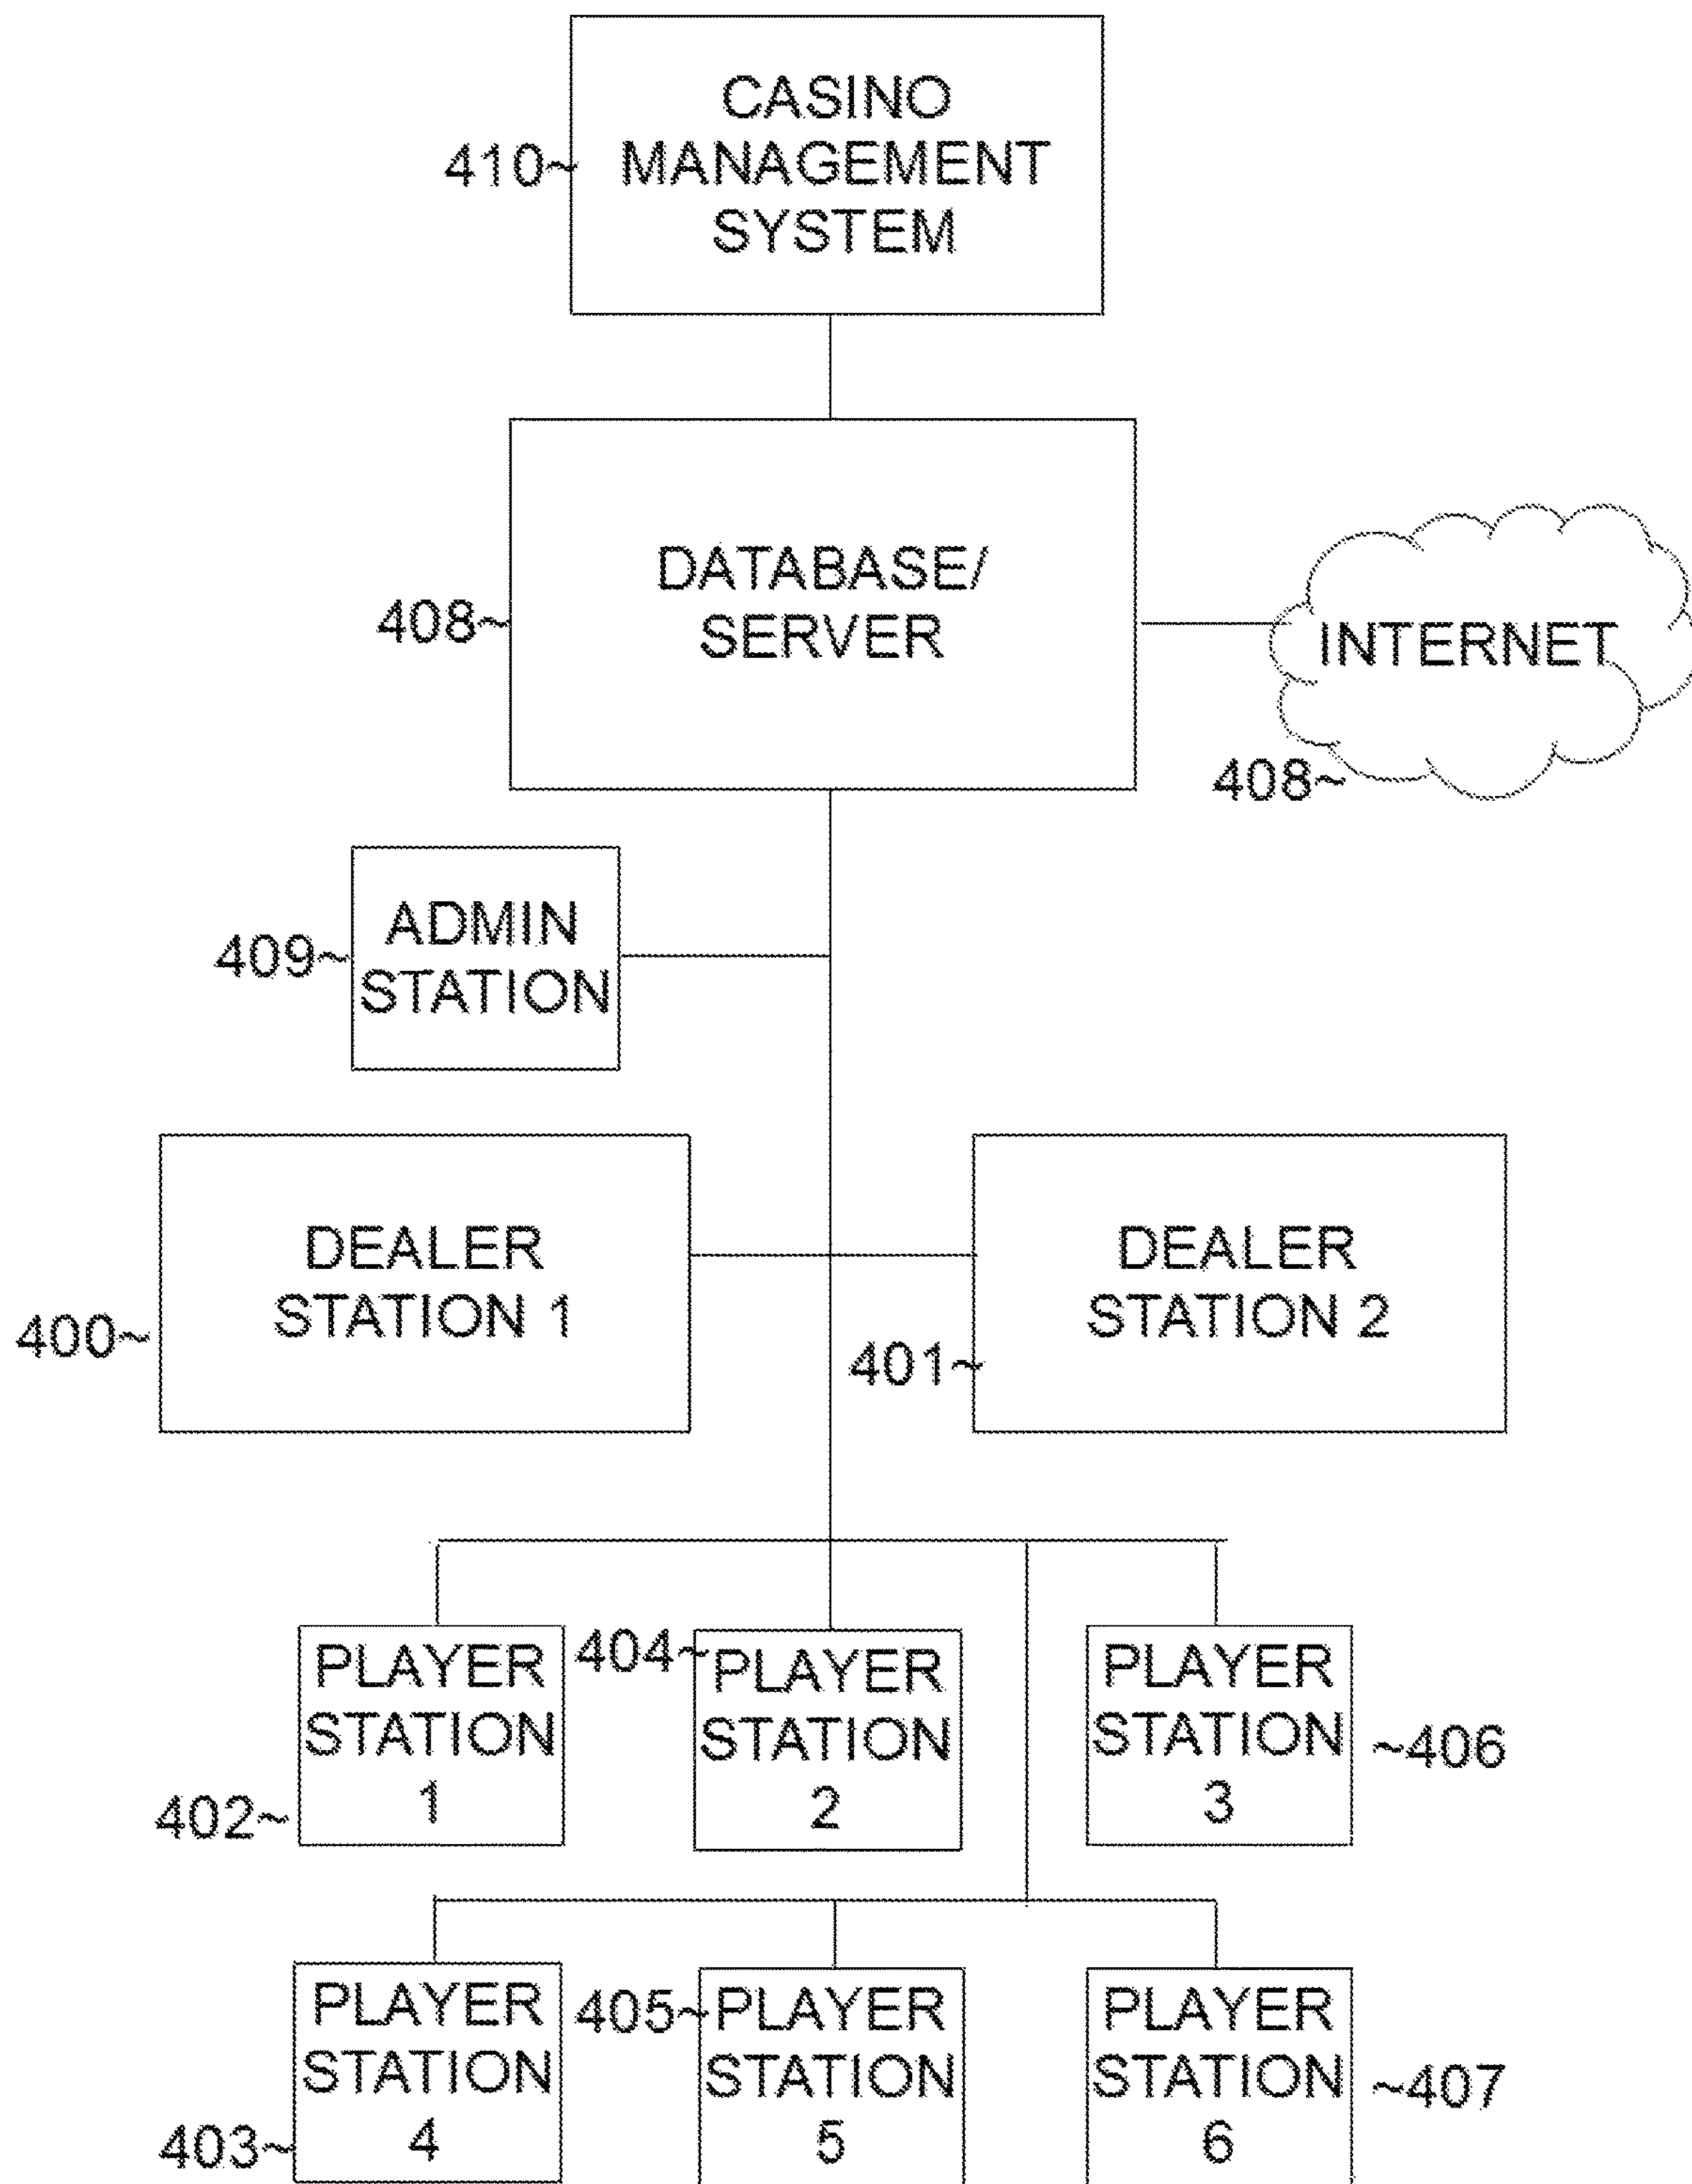 CASINO
MANAGEMENT
SYSTEM
410~
DATABASE/
SERVER
408~
INTERNET
408~
ADMIN
STATION
409~
DEALER
STATION 1
400~
DEALER
STATION 2
401~
PLAYER
STATION
1
402~
404~
PLAYER
STATION
2
PLAYER
STATION
3
~406
PLAYER
STATION
4
403~
405~
PLAYER
STATION
5
PLAYER
STATION
6
~407